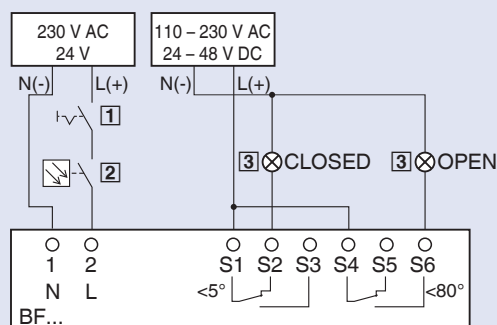 230 V AC
24 V
110 – 230 V AC
24 – 48 V DC
N(-) L(+) N(-) L(+)
1
2
3 CLOSED 3 OPEN
1 2 S1 S2 S3 S4 S5 S6
N L <5° <80°
BF...